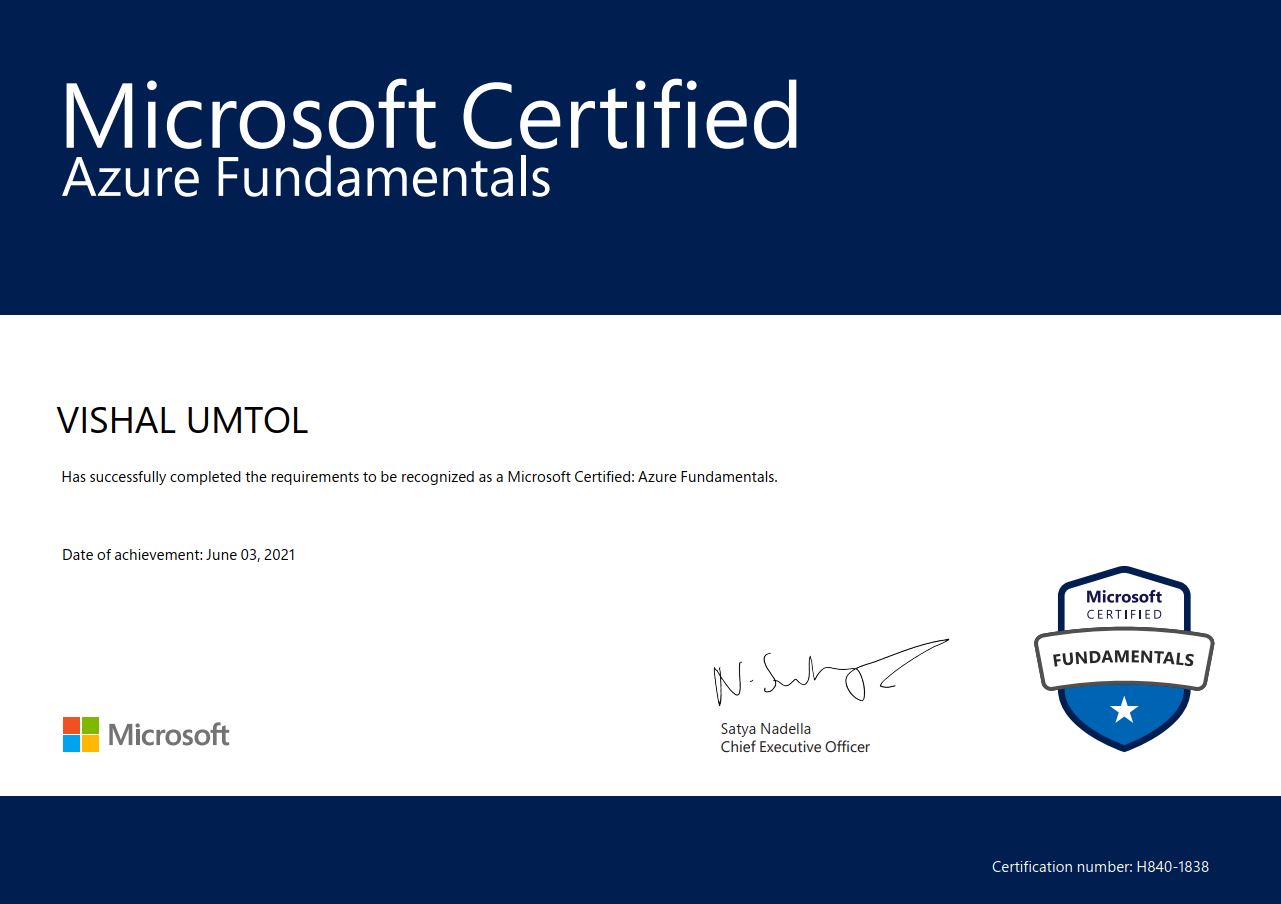 Microsoft Certified
Azure Fundamentals
VISHAL UMTOL
Has successfully completed the requirements to be recognized as a Microsoft Certified: Azure Fundamentals.
Date of achievement: June 03, 2021
Microsoft
CERTIFIED
FUNDAMENTALS
N. Satya
Satya Nadella
Chief Executive Officer
Microsoft
Certification number: H840-1838